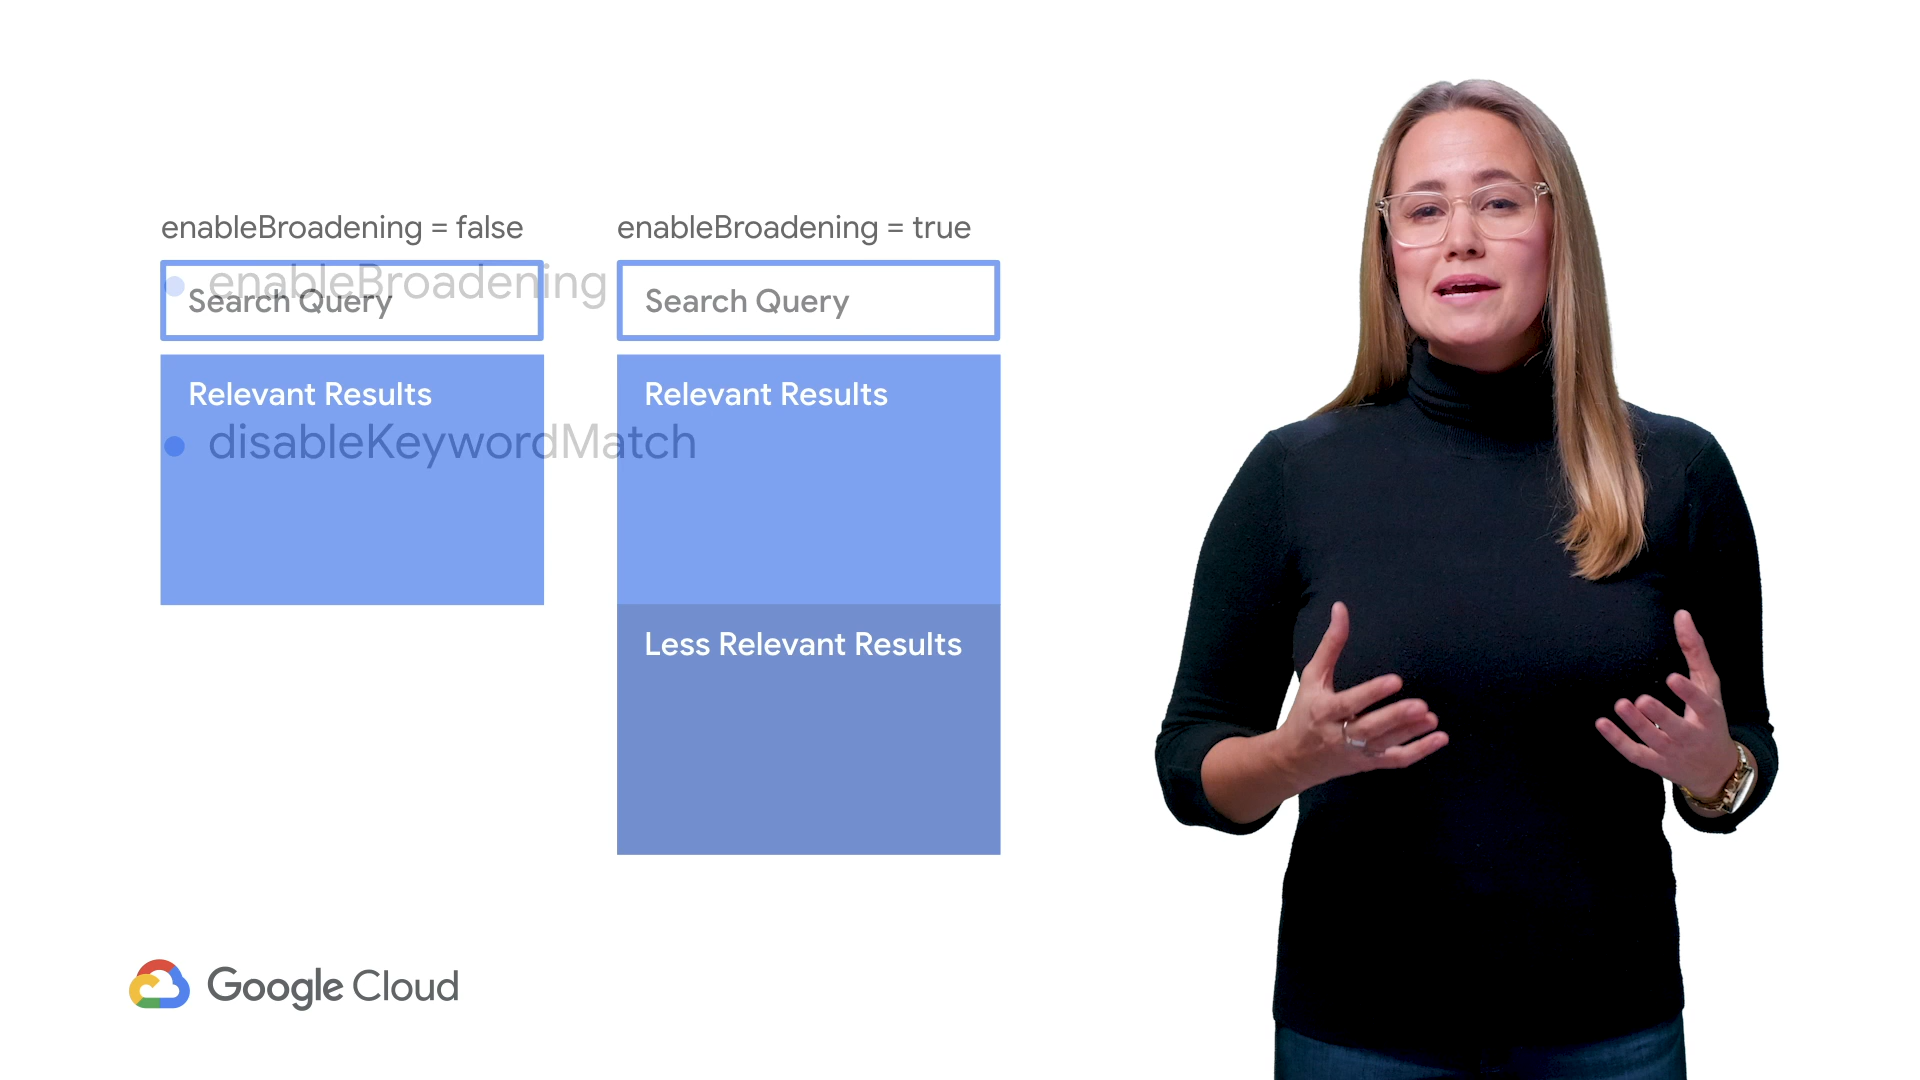 enableBroadening = false
enableBroadening = true
enableBroadening
Search Query
Search Query
Relevant Results
Relevant Results
disableKeywordMatch
Less Relevant Results
Google Cloud